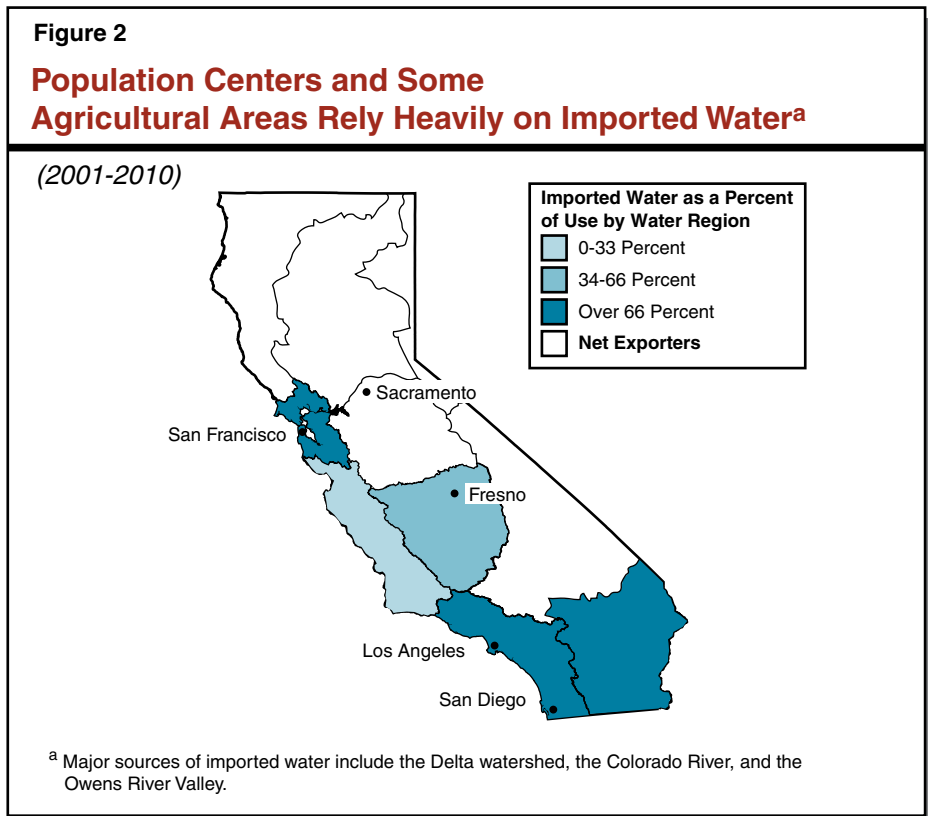 Figure 2
Population Centers and Some
Agricultural Areas Rely Heavily on Imported Waterᵃ
(2001-2010)
Imported Water as a Percent
of Use by Water Region
0-33 Percent
34-66 Percent
Over 66 Percent
Net Exporters
Sacramento
San Francisco
Fresno
Los Angeles
San Diego
ᵃ Major sources of imported water include the Delta watershed, the Colorado River, and the
Owens River Valley.